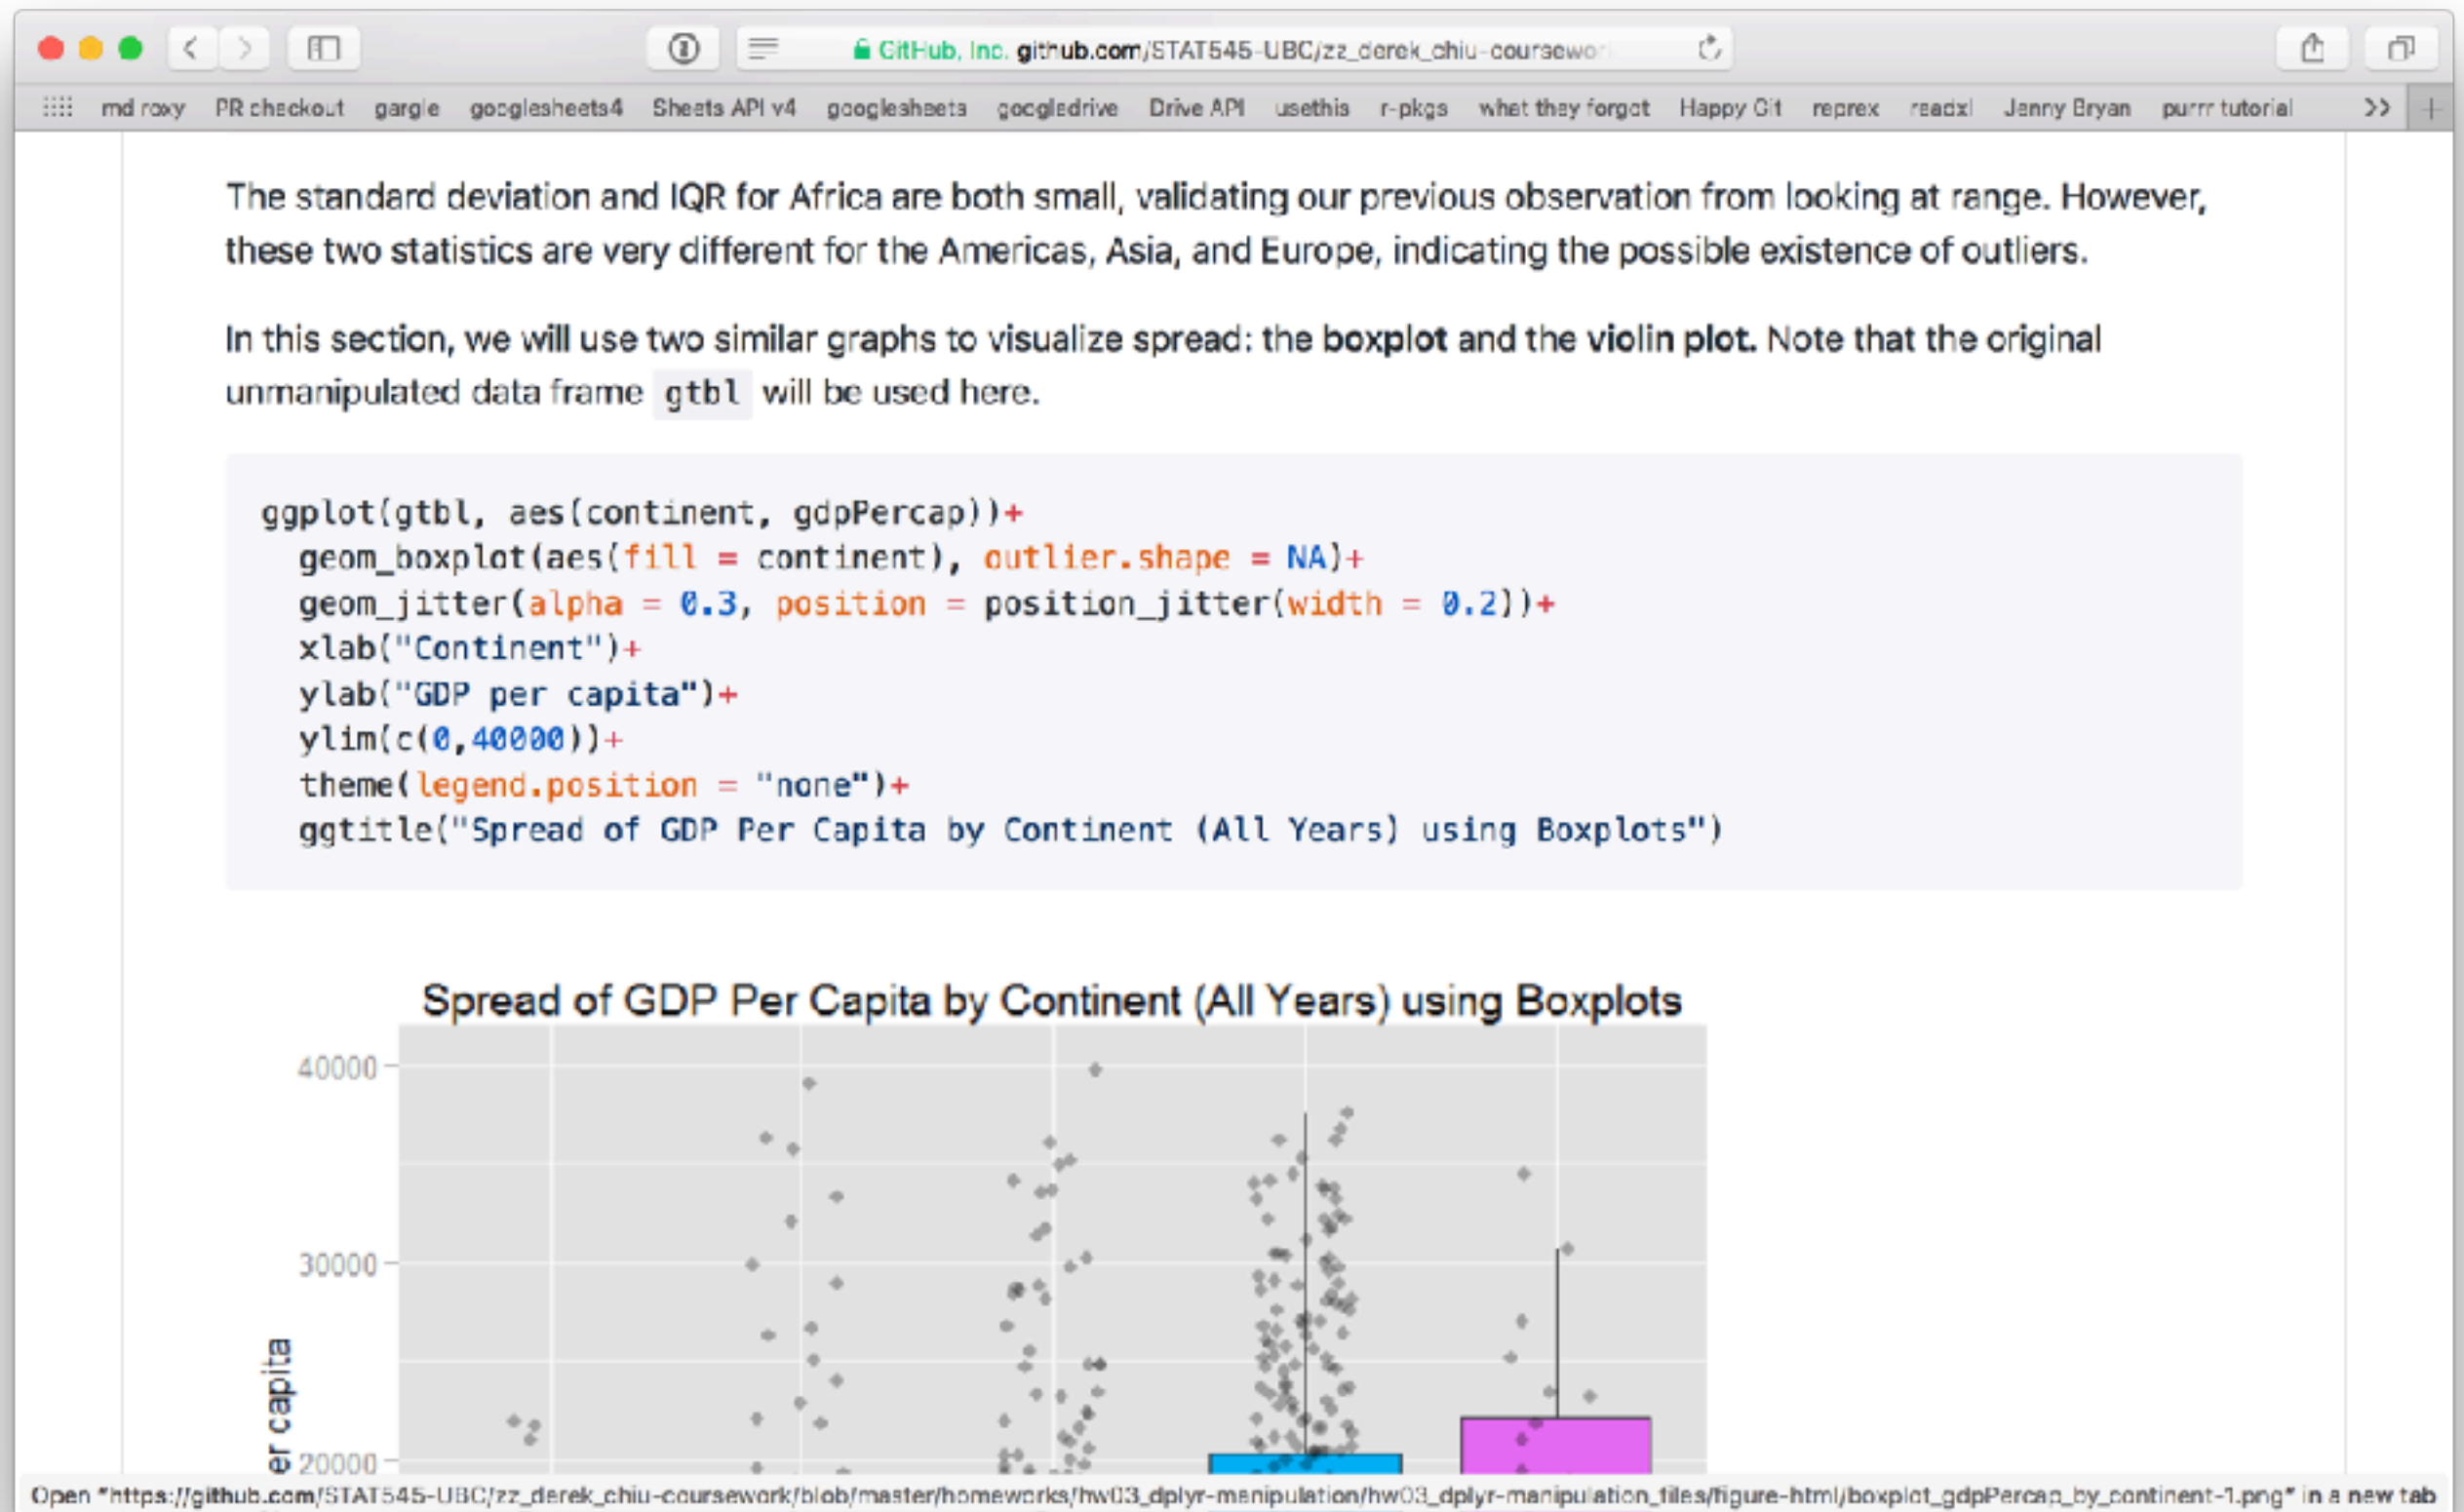 GitHub, Inc. github.com/STAT545-UBC/zz_derek_chiu-coursewor
md roxy PR checkout gargle googlesheets4 Sheets API v4 googlesheets googledrive Drive API usethis r-pkgs what they forgot Happy Git reprex readxl Jenny Bryan purrr tutorial >> +
The standard deviation and IQR for Africa are both small, validating our previous observation from looking at range. However,
these two statistics are very different for the Americas, Asia, and Europe, indicating the possible existence of outliers.
In this section, we will use two similar graphs to visualize spread: the boxplot and the violin plot. Note that the original
unmanipulated data frame gtbl will be used here.
ggplot(gtbl, aes(continent, gdpPercap))+
  geom_boxplot(aes(fill = continent), outlier.shape = NA)+
  geom_jitter(alpha = 0.3, position = position_jitter(width = 0.2))+
  xlab("Continent")+
  ylab("GDP per capita")+
  ylim(c(0,40000))+
  theme(legend.position = "none")+
  ggtitle("Spread of GDP Per Capita by Continent (All Years) using Boxplots")
Spread of GDP Per Capita by Continent (All Years) using Boxplots
40000
30000
20000
er capita
Open "https://github.com/STAT545-UBC/zz_derek_chiu-coursework/blob/master/homeworks/hw03_dplyr-manipulation/hw03_dplyr-manipulation_files/figure-html/boxplot_gdpPercap_by_continent-1.png" in a new tab